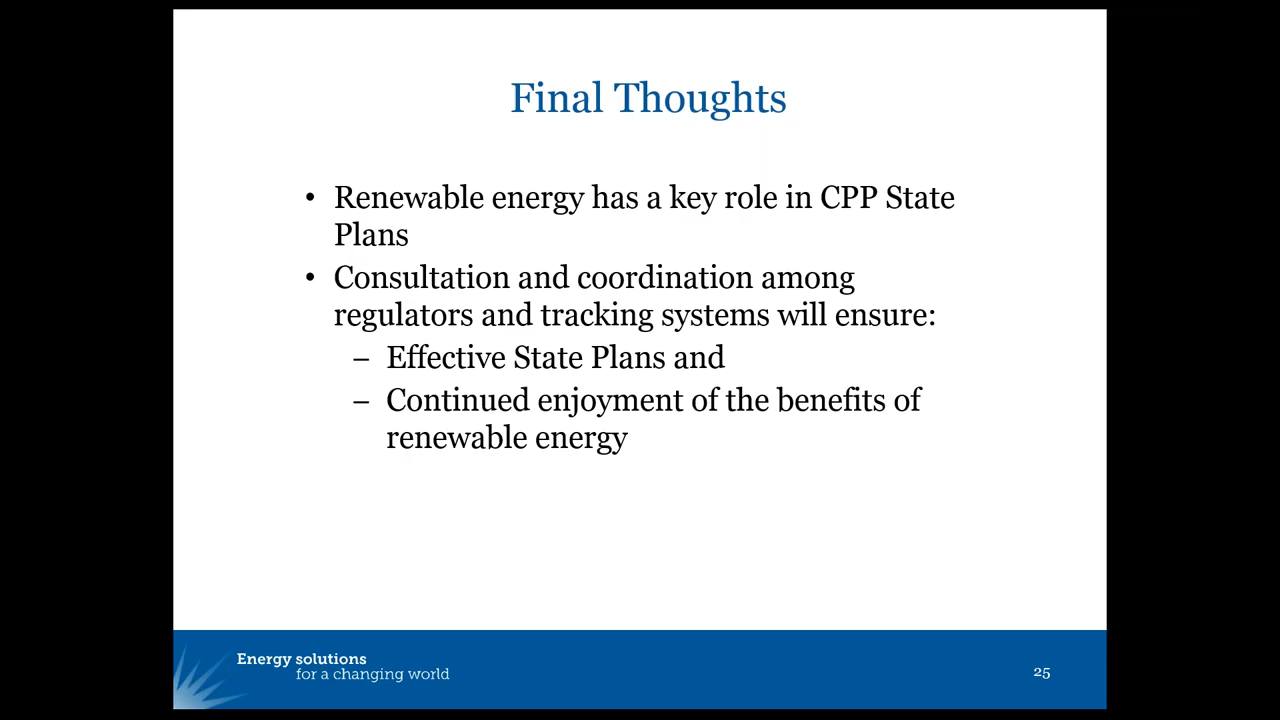 Final Thoughts
• Renewable energy has a key role in CPP State
Plans
• Consultation and coordination among
regulators and tracking systems will ensure:
– Effective State Plans and
– Continued enjoyment of the benefits of
renewable energy
Energy solutions
for a changing world
25